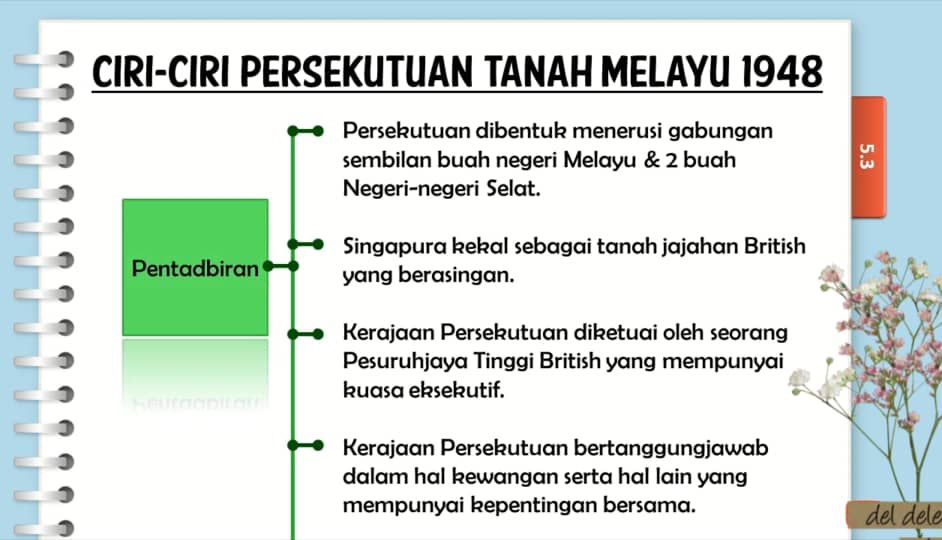 CIRI-CIRI PERSEKUTUAN TANAH MELAYU 1948
Persekutuan dibentuk menerusi gabungan
sembilan buah negeri Melayu & 2 buah
Negeri-negeri Selat.
Pentadbiran
Singapura kekal sebagai tanah jajahan British
yang berasingan.
Kerajaan Persekutuan diketuai oleh seorang
Pesuruhjaya Tinggi British yang mempunyai
kuasa eksekutif.
Kerajaan Persekutuan bertanggungjawab
dalam hal kewangan serta hal lain yang
mempunyai kepentingan bersama.
5.3
del dele